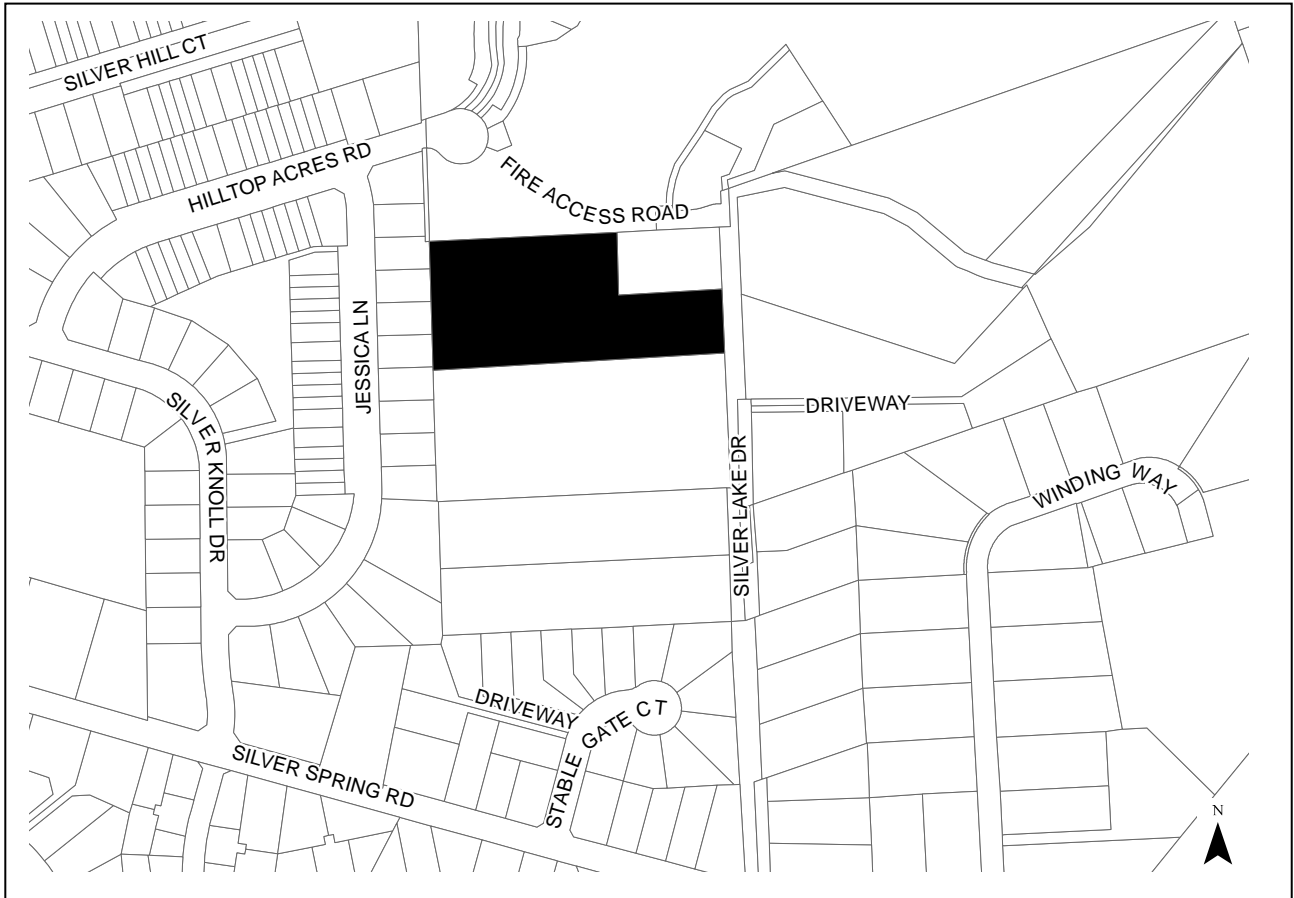 SILVER HILL CT
HILLTOP ACRES RD
FIRE ACCESS ROAD
JESSICA LN
SILVER KNOLL DR
DRIVEWAY
SILVER LAKE DR
WINDING WAY
DRIVEWAY
STABLE GATE CT
SILVER SPRING RD
N